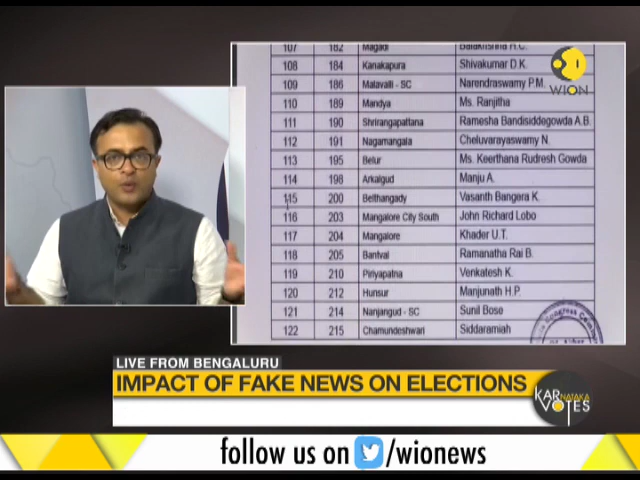 107 182 Magadi Balakrishna H.C.
108 184 Kanakapura Shivakumar D.K.
109 186 Malavalli - SC Narendraswamy P.M.
110 189 Mandya Ms. Ranjitha
111 190 Shrirangapattana Ramesha Bandisiddegowda A.B.
112 191 Nagamangala Cheluvarayaswamy N.
113 195 Belur Ms. Keerthana Rudresh Gowda
114 198 Arkalgud Manju A.
115 200 Belthangady Vasanth Bangera K.
116 203 Mangalore City South John Richard Lobo
117 204 Mangalore Khader U.T.
118 205 Bantval Ramanatha Rai B.
119 210 Piriyapatna Venkatesh K.
120 212 Hunsur Manjunath H.P.
121 214 Nanjangud - SC Sunil Bose
122 215 Chamundeshwari Siddaramiah
WION
LIVE FROM BENGALURU
IMPACT OF FAKE NEWS ON ELECTIONS
KARNATAKA
VOTES
follow us on /wionews